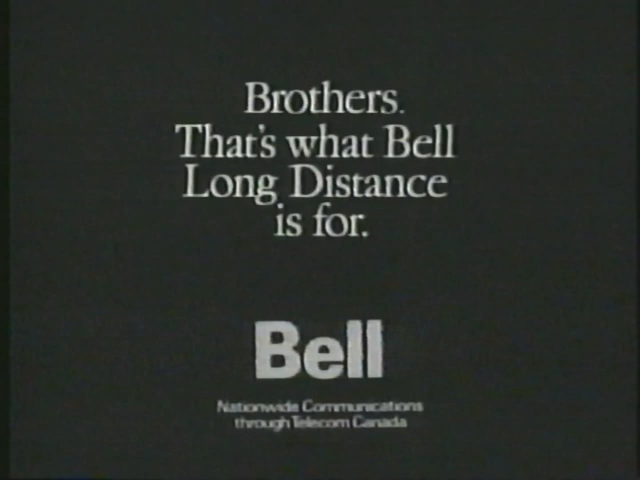 Brothers.
That's what Bell
Long Distance
is for.
Bell
Nationwide Communications
through Telecom Canada